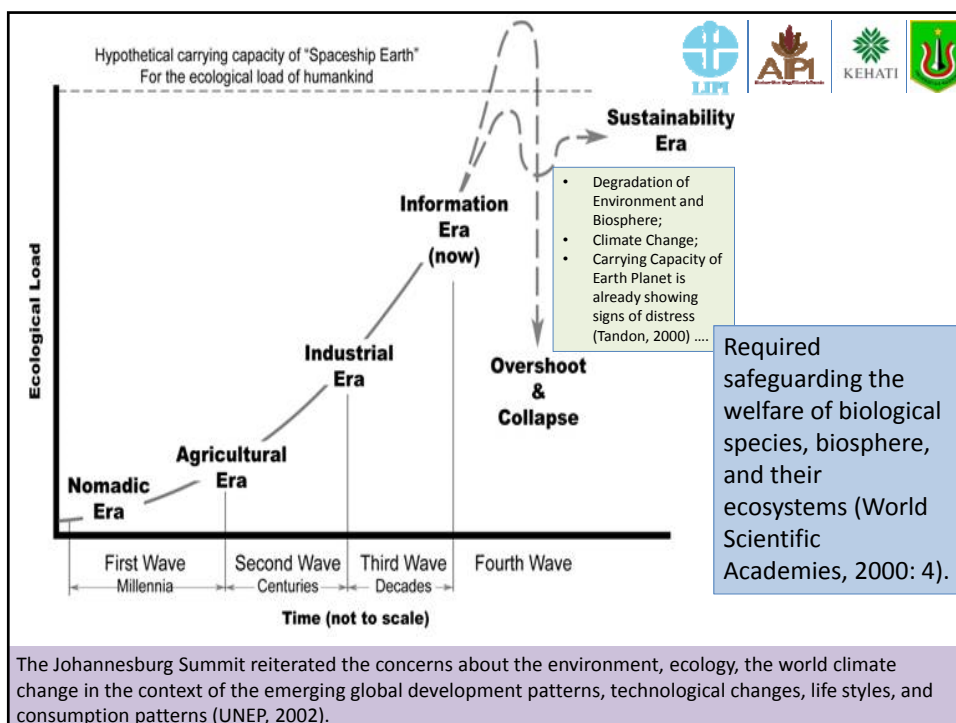 Hypothetical carrying capacity of "Spaceship Earth"
For the ecological load of humankind
LIPI
AIPI
KEHATI
Sustainability
Era
• Degradation of
Environment and
Biosphere;
• Climate Change;
• Carrying Capacity of
Earth Planet is
already showing
signs of distress
(Tandon, 2000) ....
Information
Era
(now)
Industrial
Era
Agricultural
Era
Nomadic
Era
Overshoot
&
Collapse
Required
safeguarding the
welfare of biological
species, biosphere,
and their
ecosystems (World
Scientific
Academies, 2000: 4).
Ecological Load
First Wave
Second Wave
Third Wave
Fourth Wave
Millennia
Centuries
Decades
Time (not to scale)
The Johannesburg Summit reiterated the concerns about the environment, ecology, the world climate
change in the context of the emerging global development patterns, technological changes, life styles, and
consumption patterns (UNEP, 2002).